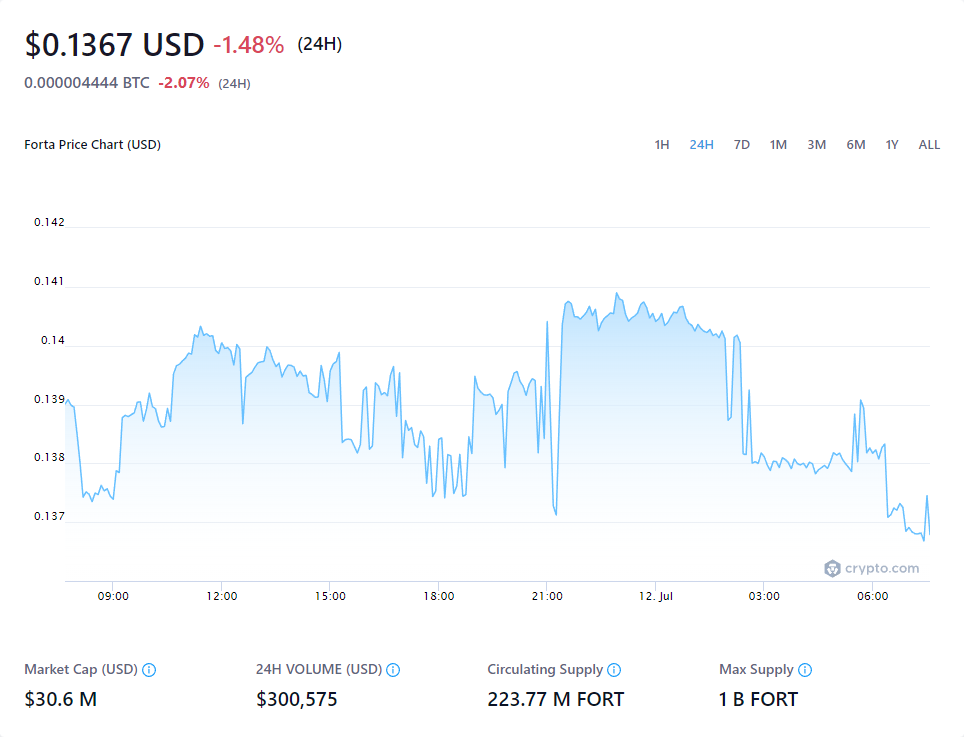 $0.1367 USD -1.48% (24H)
0.000004444 BTC -2.07% (24H)
Forta Price Chart (USD) 1H 24H 7D 1M 3M 6M 1Y ALL
0.142
0.141
0.14
0.139
0.138
0.137
crypto.com
09:00 12:00 15:00 18:00 21:00 12. Jul 03:00 06:00
Market Cap (USD) 24H VOLUME (USD) Circulating Supply Max Supply
$30.6 M $300,575 223.77 M FORT 1 B FORT